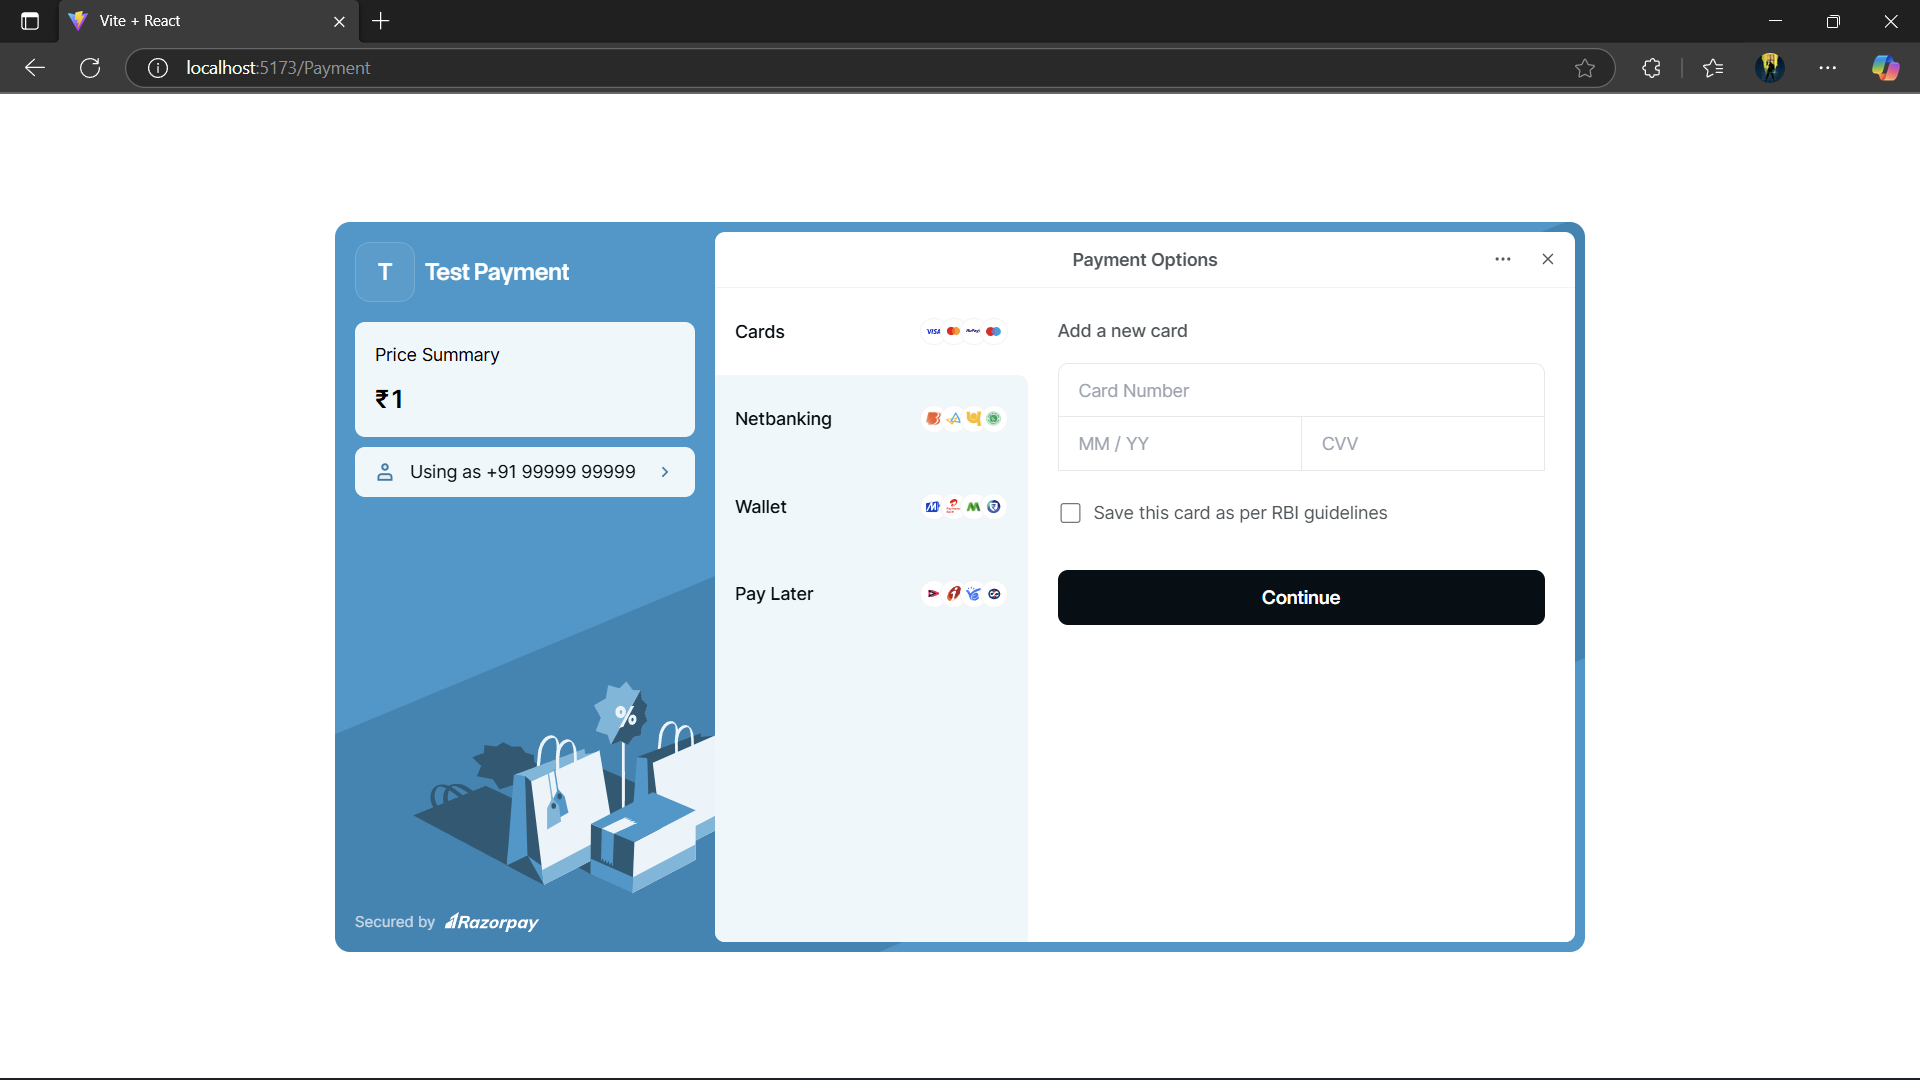 Vite + React
localhost:5173/Payment
T
Test Payment
Price Summary
₹1
Using as +91 99999 99999
%
Secured by Razorpay
Payment Options
Cards
VISA
RuPay
Netbanking
Wallet
Pay Later
Add a new card
Card Number
MM / YY
CVV
Save this card as per RBI guidelines
Continue